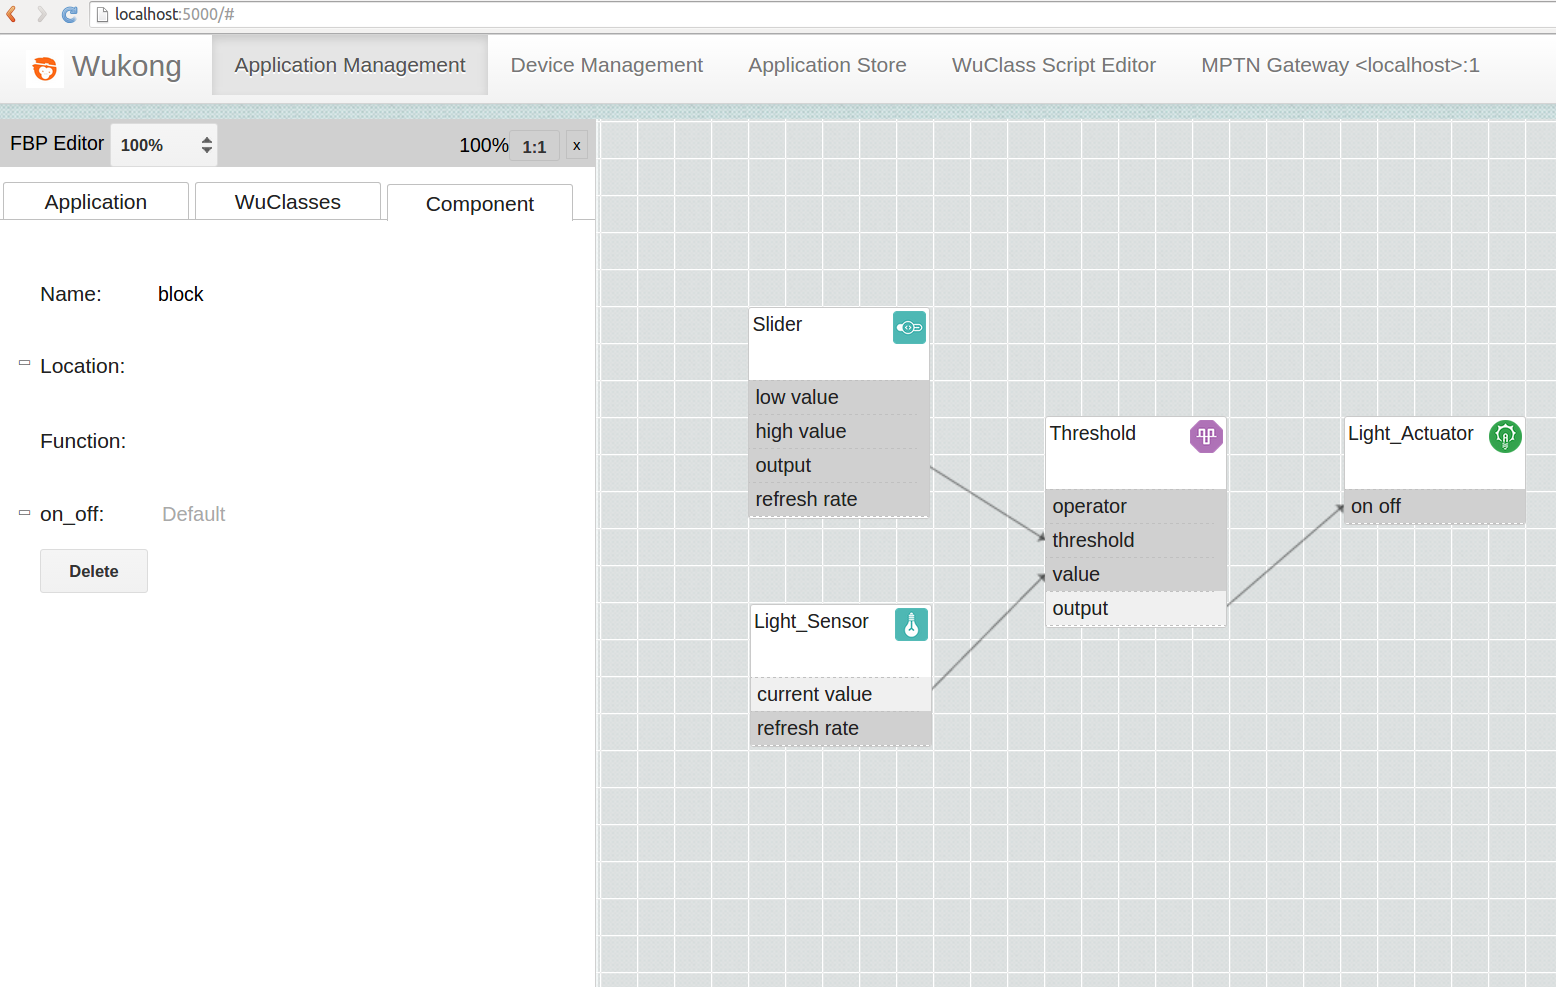 localhost:5000/#
Wukong
Application Management
Device Management
Application Store
WuClass Script Editor
MPTN Gateway <localhost>:1
FBP Editor
100%
100%
1:1
x
Application
WuClasses
Component
Name:
block
Location:
Function:
on_off:
Default
Delete
Slider
low value
high value
output
refresh rate
Light_Sensor
current value
refresh rate
Threshold
operator
threshold
value
output
Light_Actuator
on off